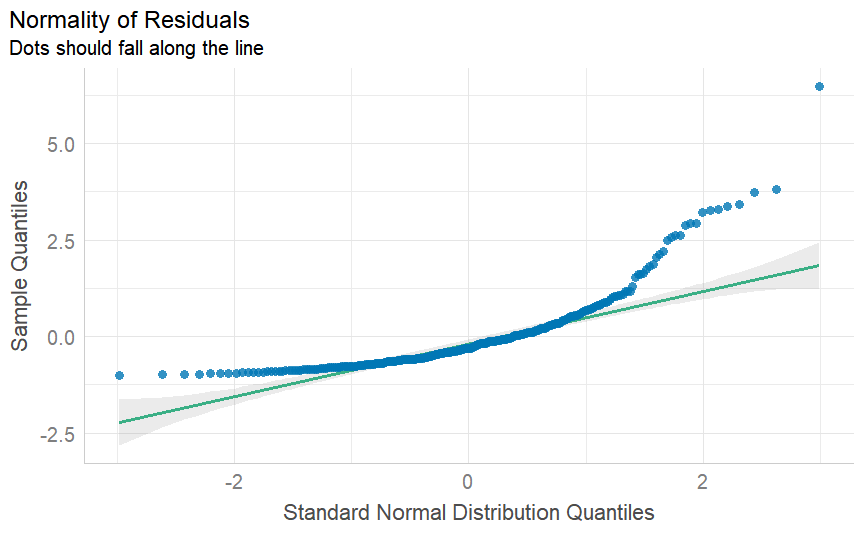 Normality of Residuals
Dots should fall along the line
5.0
2.5
0.0
-2.5
Sample Quantiles
-2 0 2
Standard Normal Distribution Quantiles